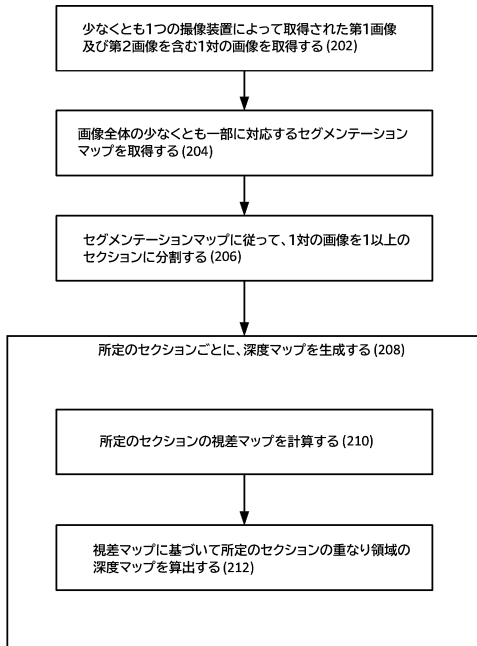 少なくとも1つの撮像装置によって取得された第1画像
及び第2画像を含む1対の画像を取得する(202)
画像全体の少なくとも一部に対応するセグメンテーション
マップを取得する(204)
セグメンテーションマップに従って、1対の画像を1以上の
セクションに分割する(206)
所定のセクションごとに、深度マップを生成する(208)
所定のセクションの視差マップを計算する(210)
視差マップに基づいて所定のセクションの重なり領域の
深度マップを算出する(212)